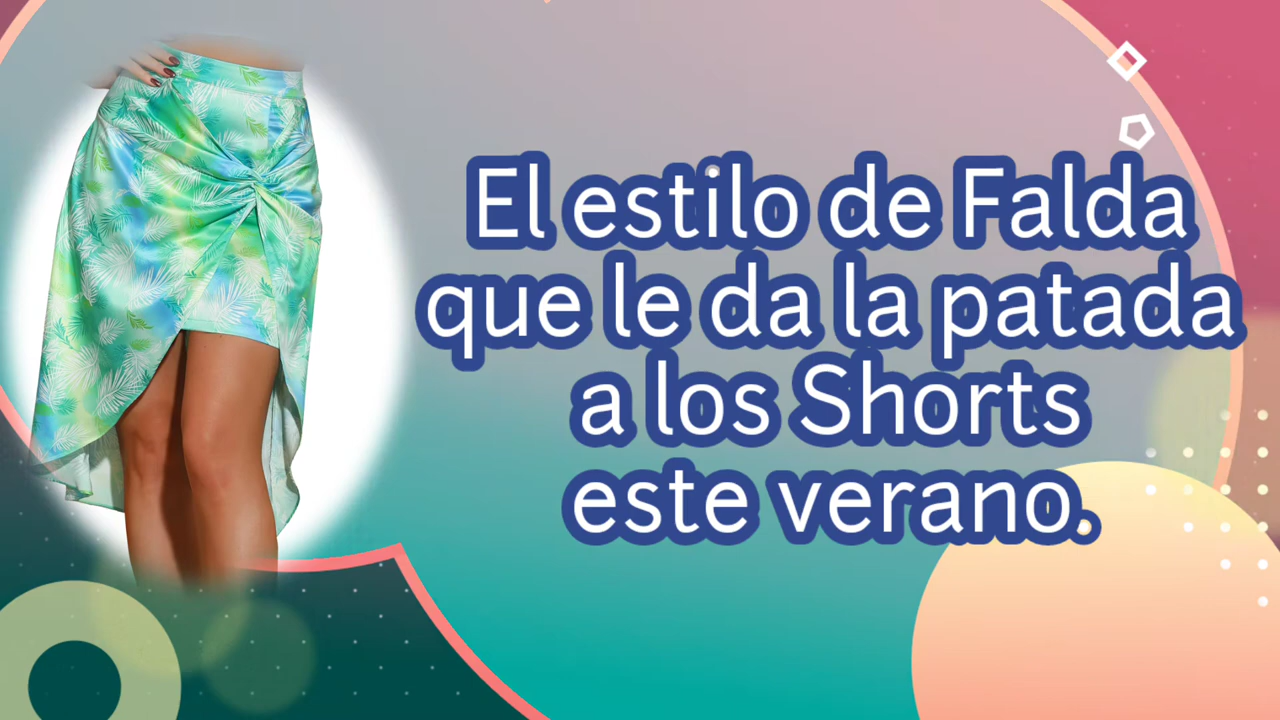 El estilo de Falda
que le da la patada
a los Shorts
este verano.